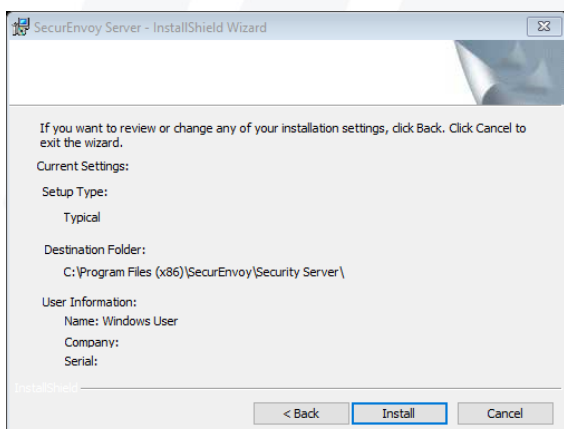 SecurEnvoy Server - InstallShield Wizard
If you want to review or change any of your installation settings, click Back. Click Cancel to
exit the wizard.
Current Settings:
Setup Type:
Typical
Destination Folder:
C:\Program Files (x86)\SecurEnvoy\Security Server\
User Information:
Name: Windows User
Company:
Serial:
InstallShield
< Back Install Cancel